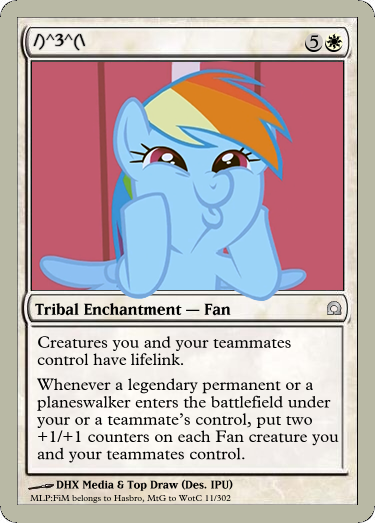 /)^3^(\
5
Tribal Enchantment — Fan
Creatures you and your teammates
control have lifelink.
Whenever a legendary permanent or a
planeswalker enters the battlefield under
your or a teammate's control, put two
+1/+1 counters on each Fan creature you
and your teammates control.
DHX Media & Top Draw (Des. IPU)
MLP:FiM belongs to Hasbro, MtG to WotC 11/302